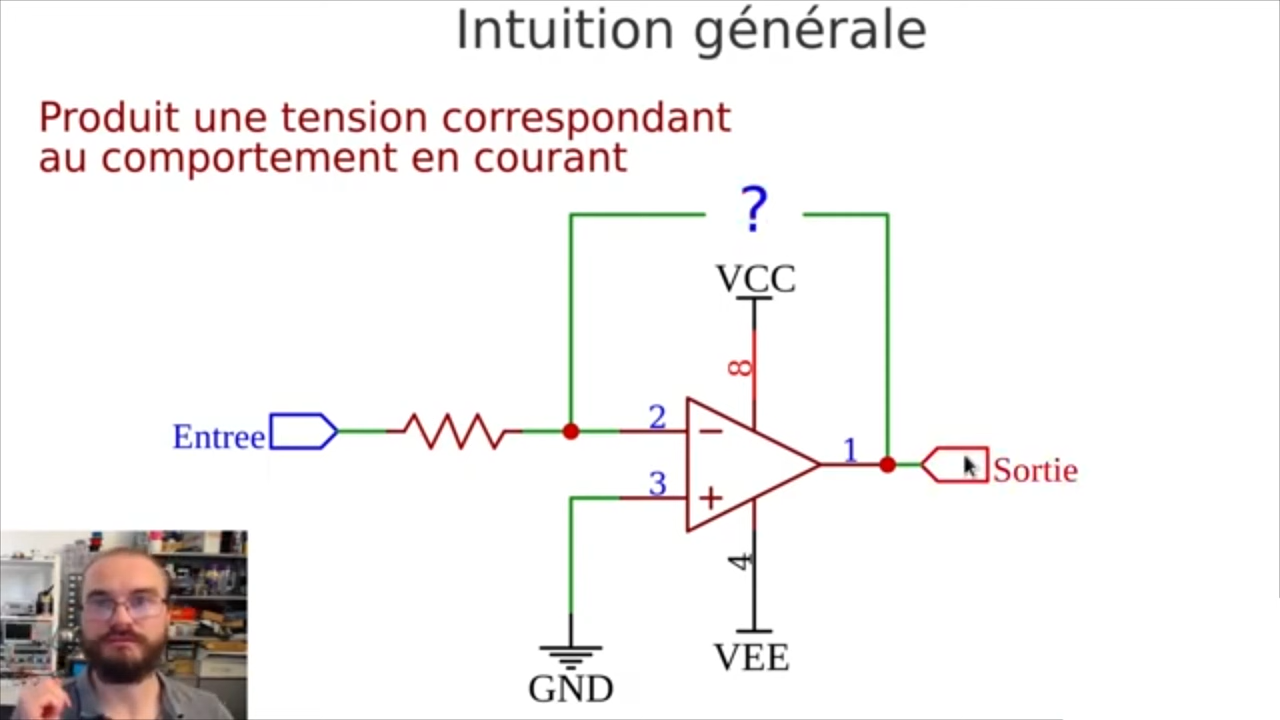 Intuition générale
Produit une tension correspondant
au comportement en courant
?
VCC
8
Entree
2
−
1
Sortie
3
+
4
VEE
GND